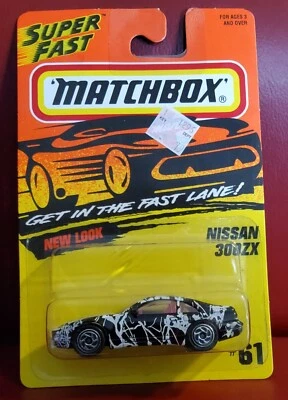 SUPER
FAST
FOR AGES 3
AND OVER
MATCHBOX®
GET IN THE FAST LANE!
NEW LOOK
NISSAN
300ZX
#61